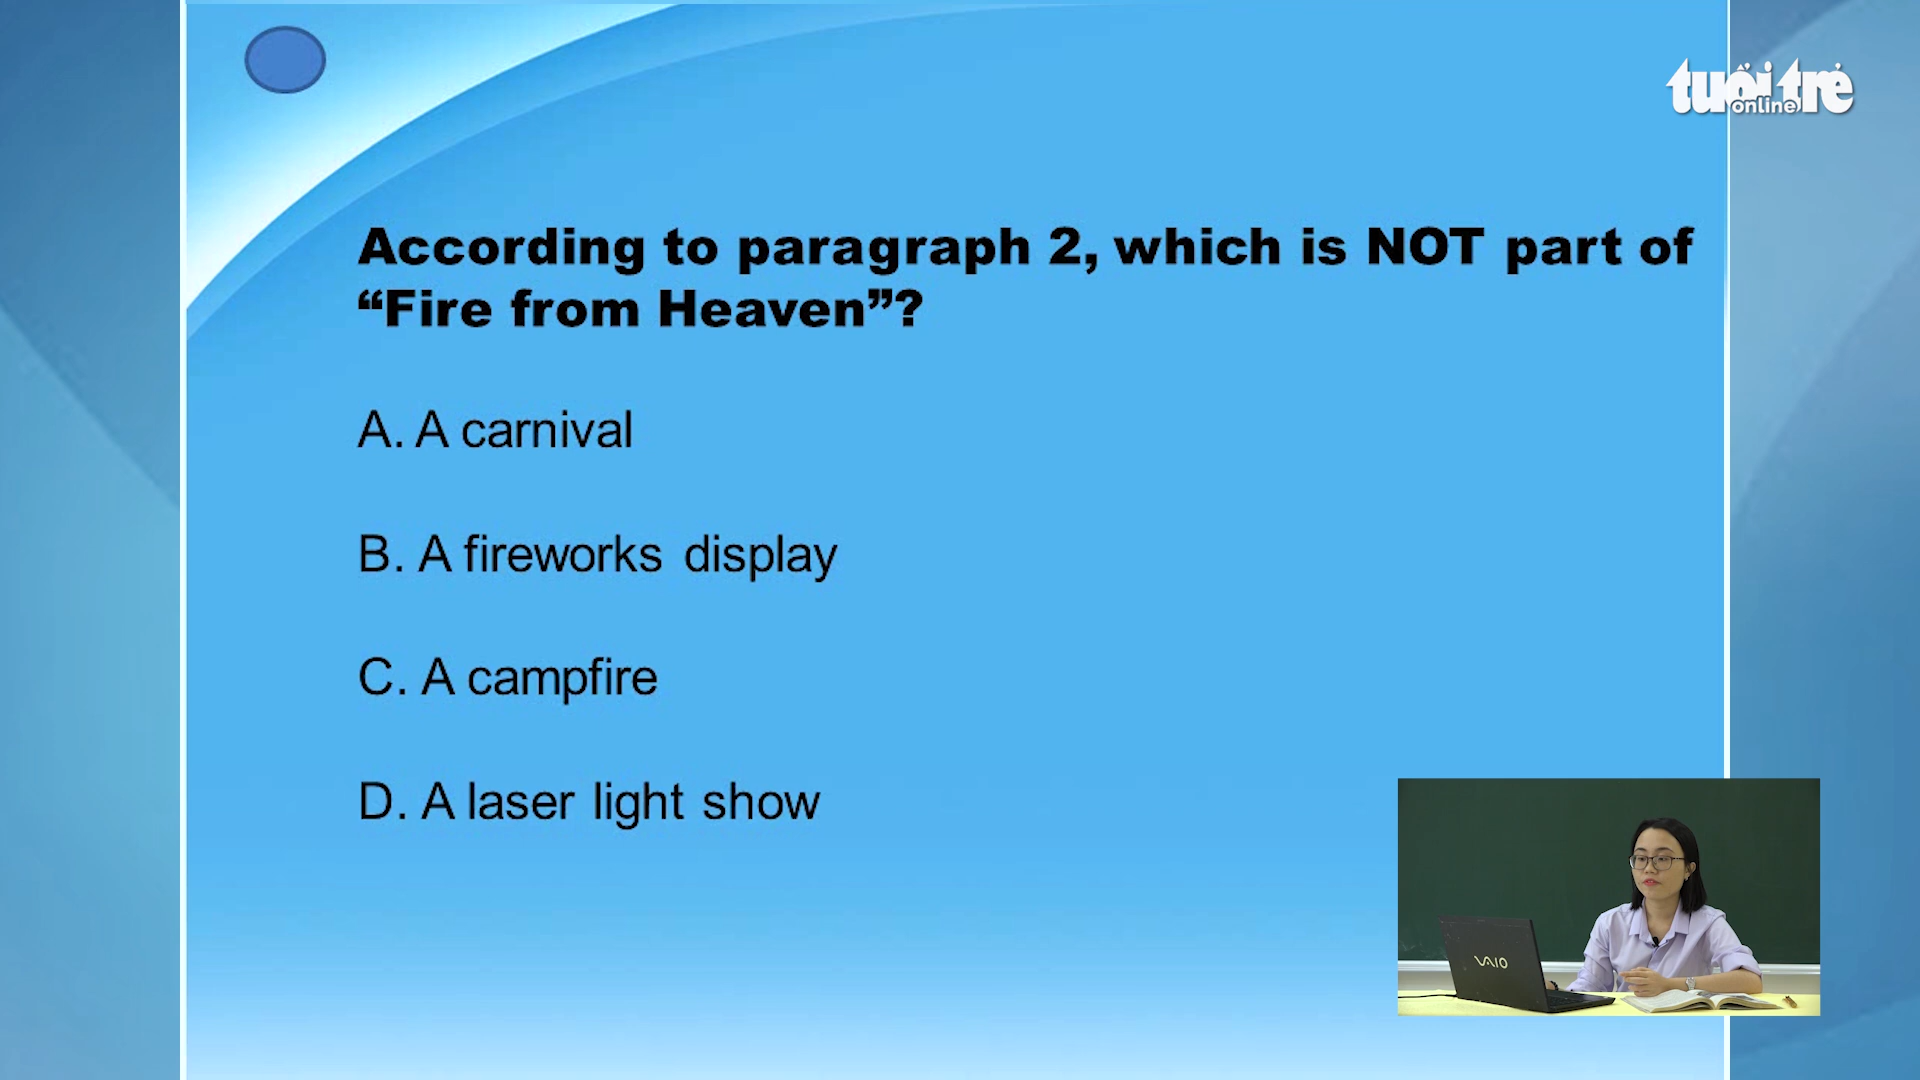 tuổi trẻ
online
According to paragraph 2, which is NOT part of
“Fire from Heaven”?
A. A carnival
B. A fireworks display
C. A campfire
D. A laser light show
VAIO